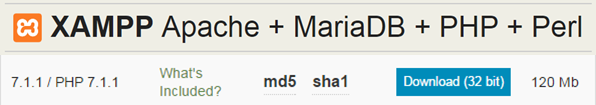 XAMPP Apache + MariaDB + PHP + Perl
7.1.1 / PHP 7.1.1 What's Included? md5 sha1 Download (32 bit) 120 Mb